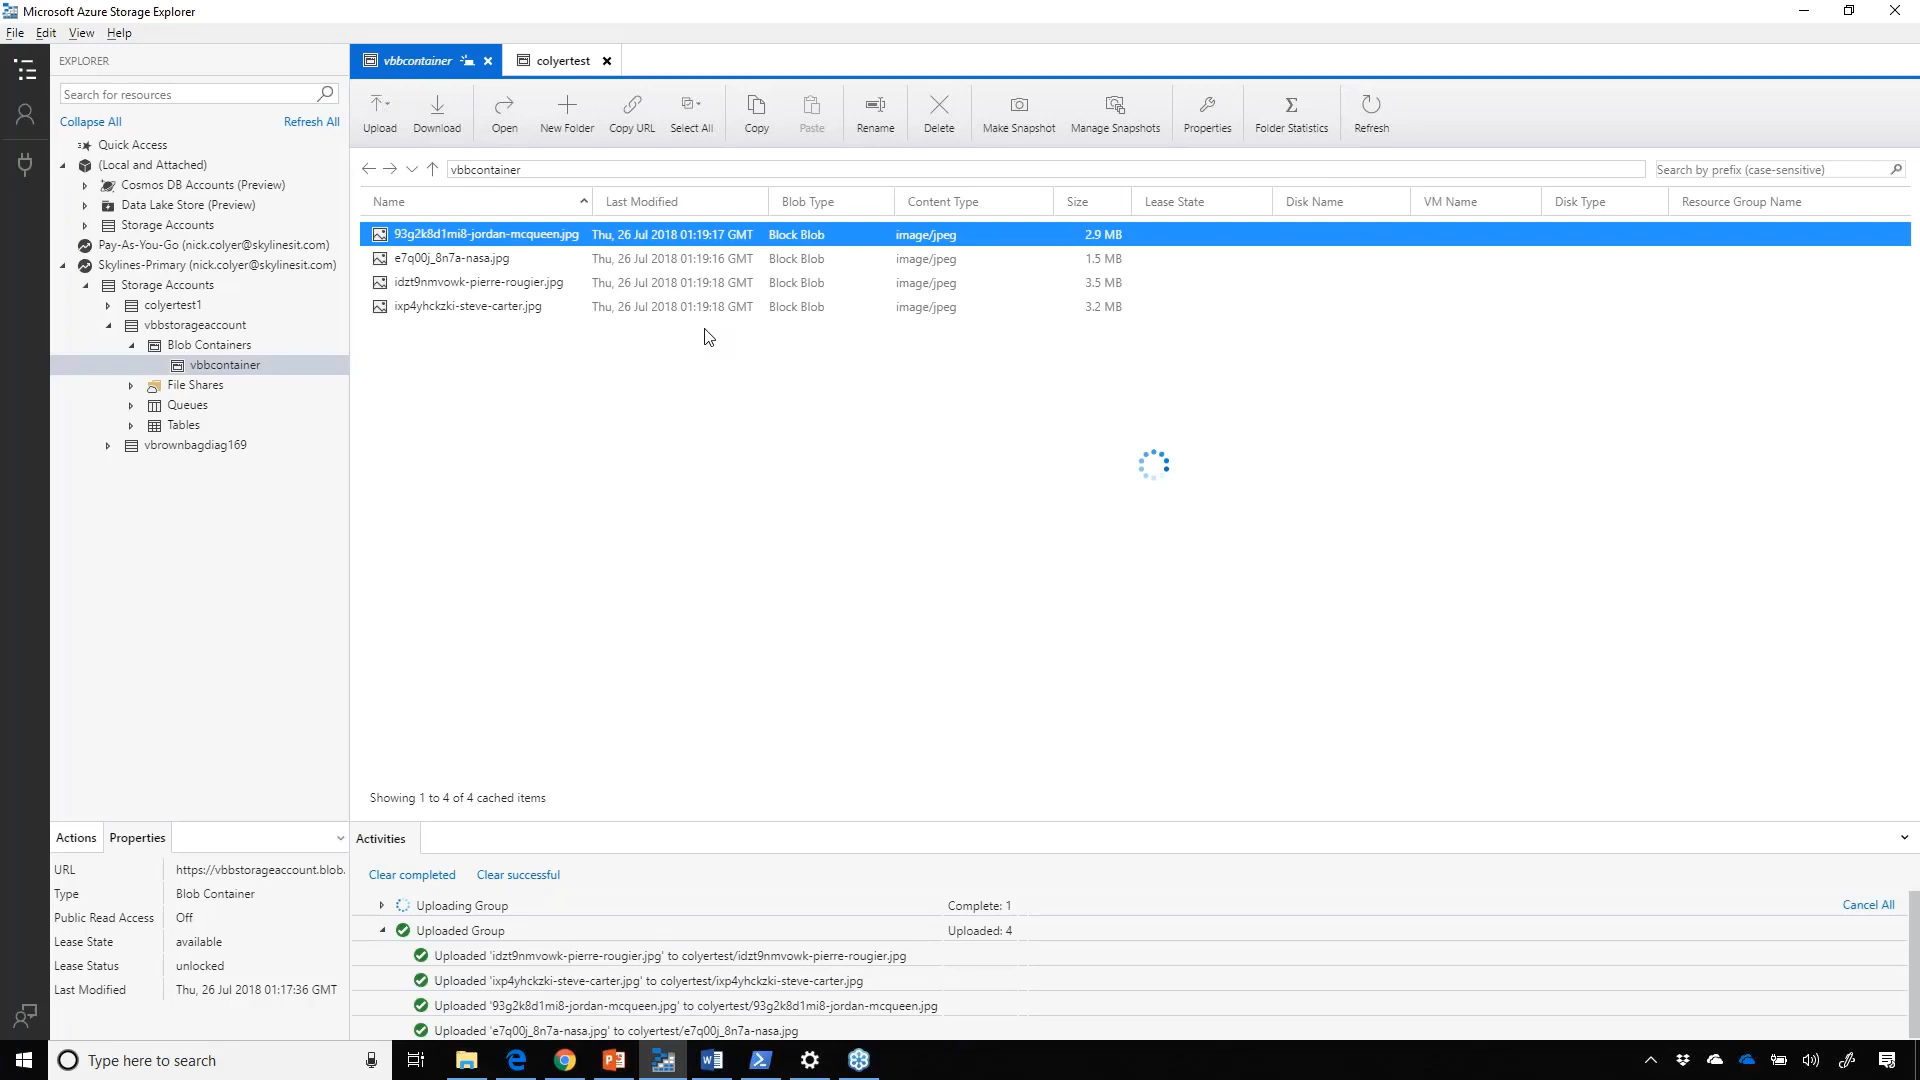 Microsoft Azure Storage Explorer
File Edit View Help
EXPLORER
Search for resources
Collapse All Refresh All
Quick Access
(Local and Attached)
Cosmos DB Accounts (Preview)
Data Lake Store (Preview)
Storage Accounts
Pay-As-You-Go (nick.colyer@skylinesit.com)
Skylines-Primary (nick.colyer@skylinesit.com)
Storage Accounts
colyertest1
vbbstorageaccount
Blob Containers
vbbcontainer
File Shares
Queues
Tables
vbrownbagdiag169
vbbcontainer colyertest
Upload Download Open New Folder Copy URL Select All Copy Paste Rename Delete Make Snapshot Manage Snapshots Properties Folder Statistics Refresh
vbbcontainer Search by prefix (case-sensitive)
Name Last Modified Blob Type Content Type Size Lease State Disk Name VM Name Disk Type Resource Group Name
93g2k8d1mi8-jordan-mcqueen.jpg Thu, 26 Jul 2018 01:19:17 GMT Block Blob image/jpeg 2.9 MB
e7q00j_8n7a-nasa.jpg Thu, 26 Jul 2018 01:19:16 GMT Block Blob image/jpeg 1.5 MB
idzt9nmvowk-pierre-rougier.jpg Thu, 26 Jul 2018 01:19:18 GMT Block Blob image/jpeg 3.5 MB
ixp4yhckzki-steve-carter.jpg Thu, 26 Jul 2018 01:19:18 GMT Block Blob image/jpeg 3.2 MB
Showing 1 to 4 of 4 cached items
Actions Properties
URL https://vbbstorageaccount.blob.
Type Blob Container
Public Read Access Off
Lease State available
Lease Status unlocked
Last Modified Thu, 26 Jul 2018 01:17:36 GMT
Activities
Clear completed Clear successful
Uploading Group Complete: 1 Cancel All
Uploaded Group Uploaded: 4
Uploaded 'idzt9nmvowk-pierre-rougier.jpg' to colyertest/idzt9nmvowk-pierre-rougier.jpg
Uploaded 'ixp4yhckzki-steve-carter.jpg' to colyertest/ixp4yhckzki-steve-carter.jpg
Uploaded '93g2k8d1mi8-jordan-mcqueen.jpg' to colyertest/93g2k8d1mi8-jordan-mcqueen.jpg
Uploaded 'e7q00j_8n7a-nasa.jpg' to colyertest/e7q00j_8n7a-nasa.jpg
Type here to search